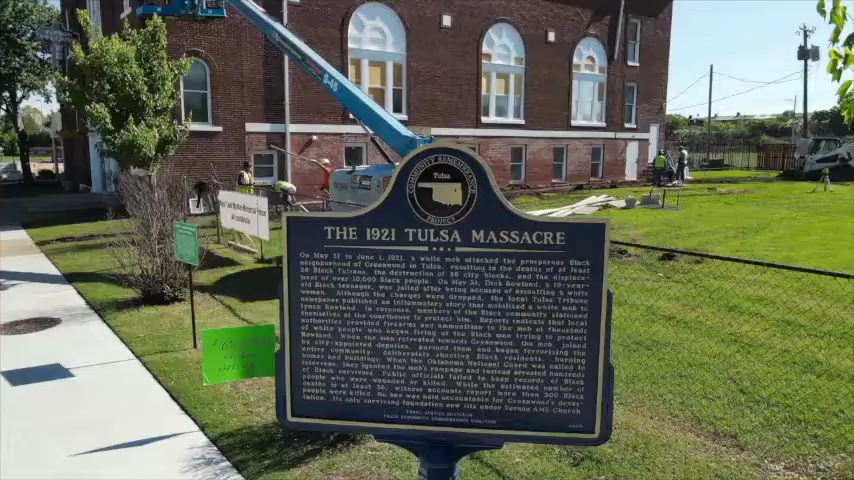 COMMUNITY REMEMBRANCE
Tulsa
PROJECT
THE 1921 TULSA MASSACRE
On May 31 to June 1, 1921, a white mob attacked the prosperous Black
neighborhood of Greenwood in Tulsa, resulting in the deaths of at least
36 Black Tulsans, the destruction of 36 city blocks, and the displace-
ment of over 10,000 Black people. On May 31, Dick Rowland, a 19-year-
old Black teenager, was jailed after being accused of assaulting a white
woman. Although the charges were dropped, the local Tulsa Tribune
newspaper published an inflammatory story that mobilized a white mob to
lynch Rowland. In response, members of the Black community stationed
themselves at the courthouse to protect him. Reports indicate that local
authorities provided firearms and ammunition to the mob of thousands
of white people who began firing at the Black men trying to protect
Rowland. When the men retreated towards Greenwood, the mob, joined
by city-appointed deputies, pursued them and began terrorizing the
entire community, deliberately shooting Black residents, burning
homes and buildings. When the Oklahoma National Guard was called to
intervene, they ignored the mob's rampage and instead arrested hundreds
of Black survivors. Public officials failed to keep records of Black
people who were wounded or killed. While the estimated number of
deaths is at least 36, witness accounts report more than 300 Black
people were killed. No one was held accountable for Greenwood's devas-
tation. Its only surviving foundation now sits under Vernon AME Church
EQUAL JUSTICE INITIATIVE
TULSA COMMUNITY REMEMBRANCE COALITION
S-45